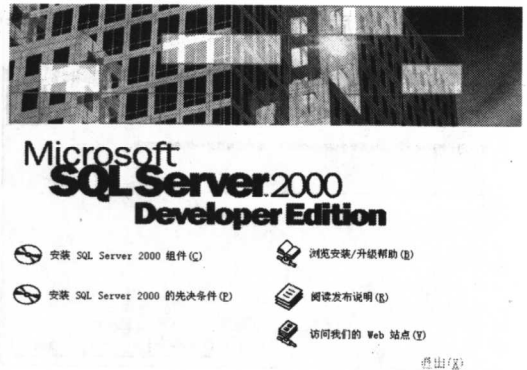 Microsoft
SQL Server 2000
Developer Edition
安装 SQL Server 2000 组件(C)
浏览安装/升级帮助(B)
安装 SQL Server 2000 的先决条件(P)
阅读发布说明(R)
访问我们的 Web 站点(V)
退出(X)